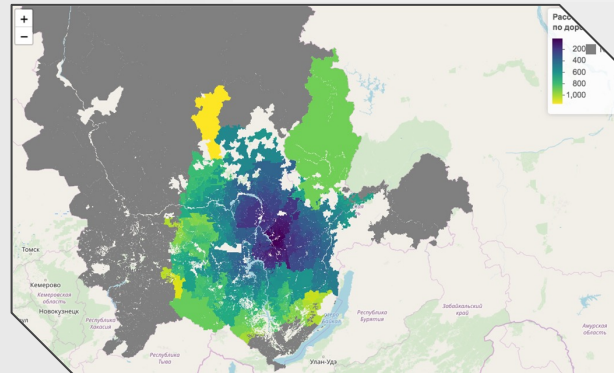 +
−
Расс
по доро
200
400
600
800
1,000
Томск
Кемерово
Кемеровская
область
Новокузнецк
Республика
Хакасия
Республика
Тыва
Республика
Бурятия
Улан-Удэ
Забайкальский
край
Амурская
область